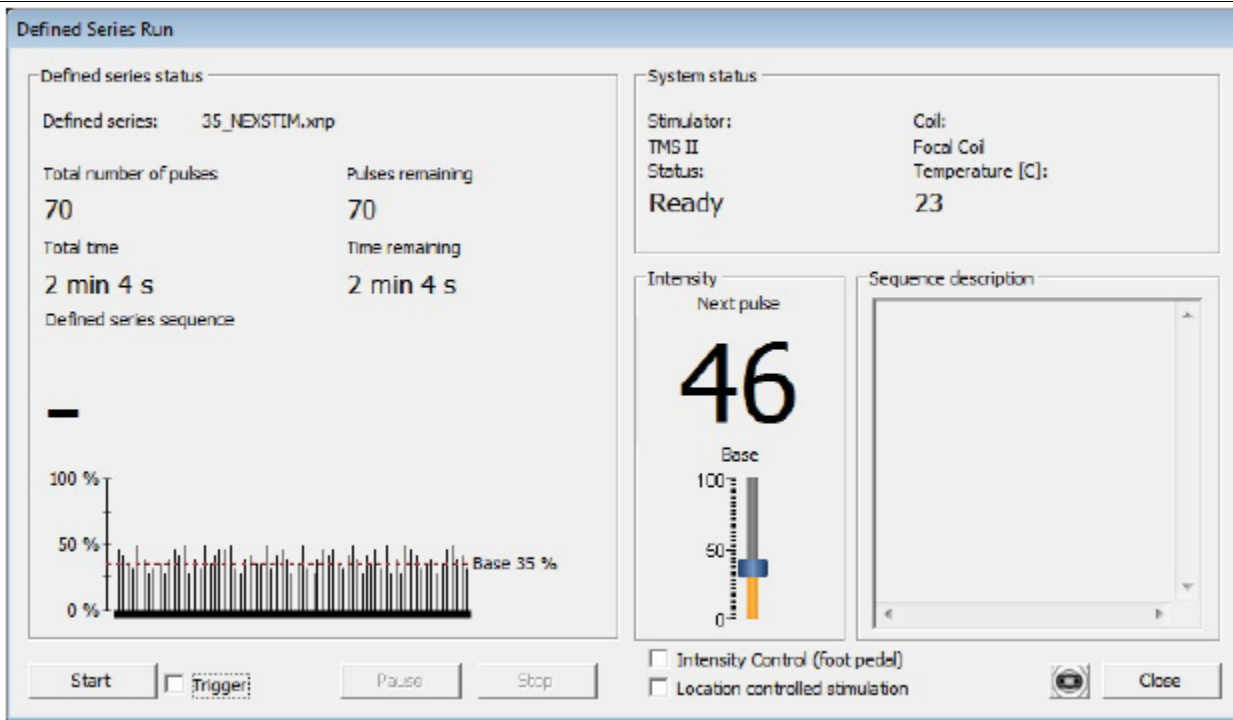 Defined Series Run
Defined series status
Defined series: 35_NEXSTIM.xnp
Total number of pulses Pulses remaining
70 70
Total time Time remaining
2 min 4 s 2 min 4 s
Defined series sequence
-
100 %
50 %
Base 35 %
0 %
System status
Stimulator: Coil:
TMS II Focal Coil
Status: Temperature [C]:
Ready 23
Intensity
Next pulse
46
Base
100
50
0
Sequence description
Start Trigger Pause Stop
Intensity Control (foot pedal)
Location controlled stimulation
Close